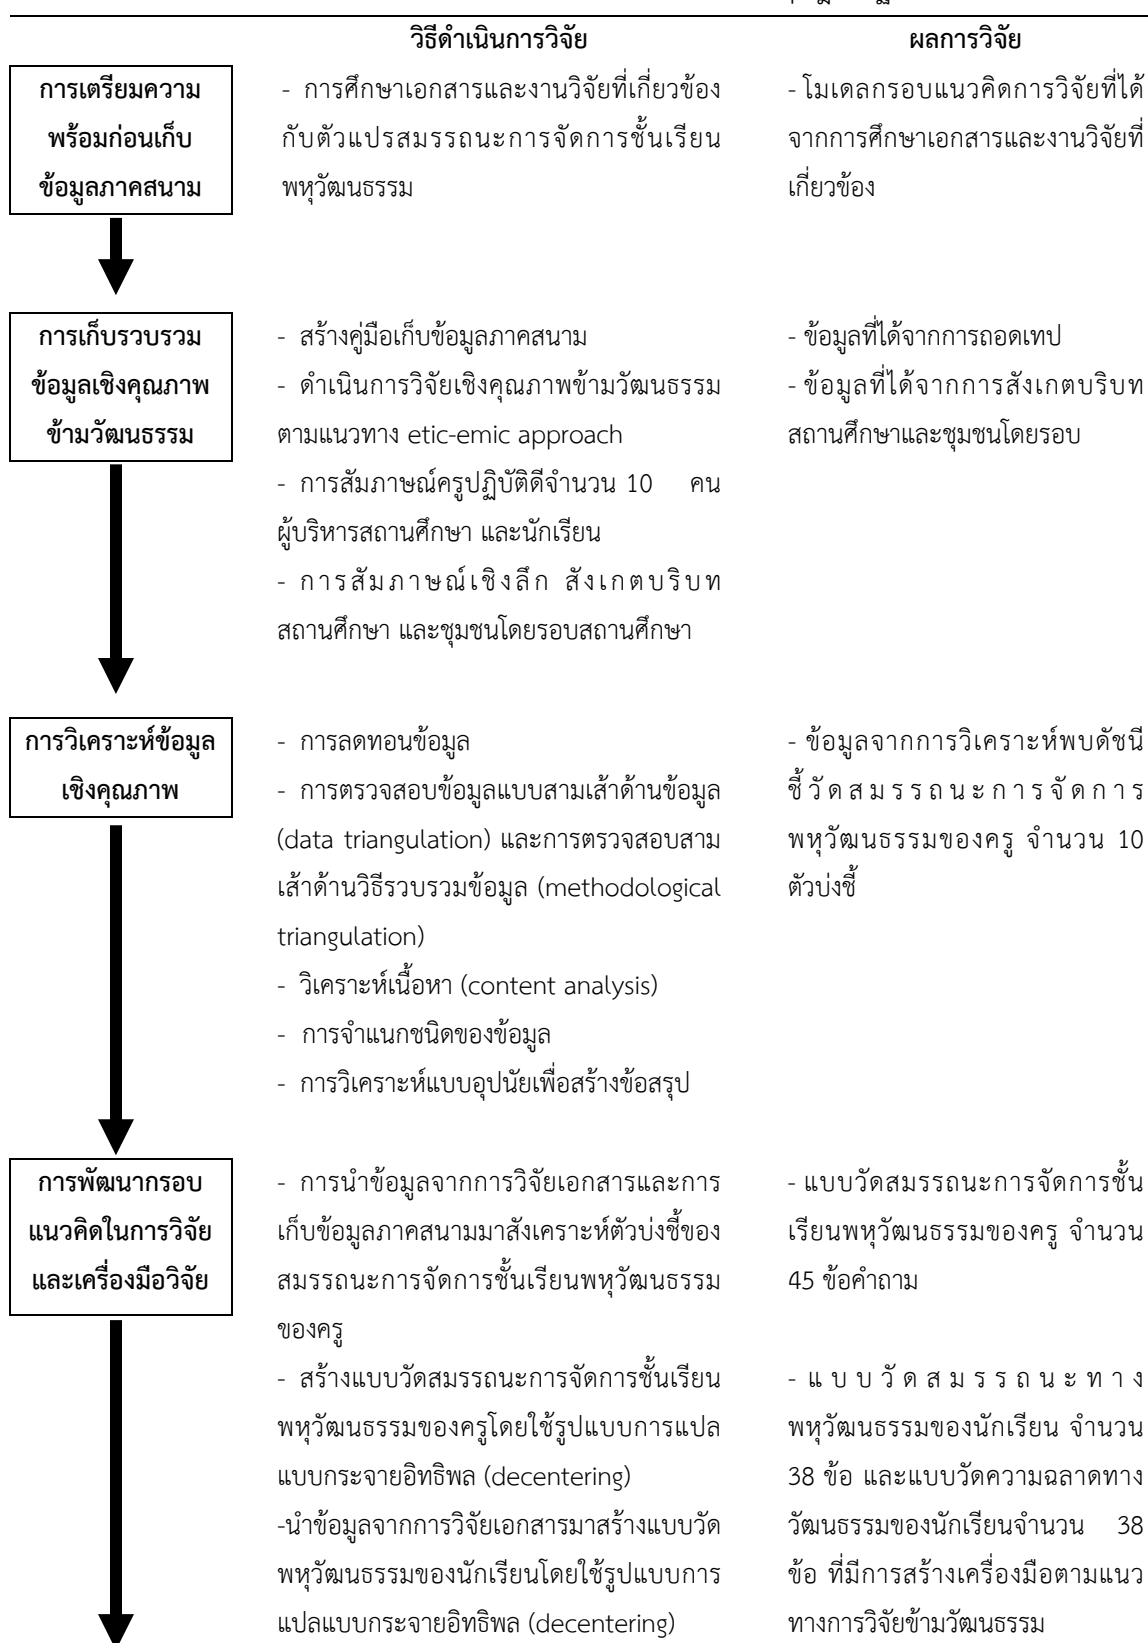 วิธีดำเนินการวิจัย
ผลการวิจัย
การเตรียมความ
พร้อมก่อนเก็บ
ข้อมูลภาคสนาม
- การศึกษาเอกสารและงานวิจัยที่เกี่ยวข้อง
กับตัวแปรสมรรถนะการจัดการชั้นเรียน
พหุวัฒนธรรม
- โมเดลกรอบแนวคิดการวิจัยที่ได้
จากการศึกษาเอกสารและงานวิจัยที่
เกี่ยวข้อง
การเก็บรวบรวม
ข้อมูลเชิงคุณภาพ
ข้ามวัฒนธรรม
- สร้างคู่มือเก็บข้อมูลภาคสนาม
- ดำเนินการวิจัยเชิงคุณภาพข้ามวัฒนธรรม
ตามแนวทาง etic-emic approach
- การสัมภาษณ์ครูปฏิบัติดีจำนวน 10 คน
ผู้บริหารสถานศึกษา และนักเรียน
- การสัมภาษณ์เชิงลึก สังเกตบริบท
สถานศึกษา และชุมชนโดยรอบสถานศึกษา
- ข้อมูลที่ได้จากการถอดเทป
- ข้อมูลที่ได้จากการสังเกตบริบท
สถานศึกษาและชุมชนโดยรอบ
การวิเคราะห์ข้อมูล
เชิงคุณภาพ
- การลดทอนข้อมูล
- การตรวจสอบข้อมูลแบบสามเส้าด้านข้อมูล
(data triangulation) และการตรวจสอบสาม
เส้าด้านวิธีรวบรวมข้อมูล (methodological
triangulation)
- วิเคราะห์เนื้อหา (content analysis)
- การจำแนกชนิดของข้อมูล
- การวิเคราะห์แบบอุปนัยเพื่อสร้างข้อสรุป
- ข้อมูลจากการวิเคราะห์พบดัชนี
ชี้วัดสมรรถนะการจัดการ
พหุวัฒนธรรมของครู จำนวน 10
ตัวบ่งชี้
การพัฒนากรอบ
แนวคิดในการวิจัย
และเครื่องมือวิจัย
- การนำข้อมูลจากการวิจัยเอกสารและการ
เก็บข้อมูลภาคสนามมาสังเคราะห์ตัวบ่งชี้ของ
สมรรถนะการจัดการชั้นเรียนพหุวัฒนธรรม
ของครู
- สร้างแบบวัดสมรรถนะการจัดการชั้นเรียน
พหุวัฒนธรรมของครูโดยใช้รูปแบบการแปล
แบบกระจายอิทธิพล (decentering)
-นำข้อมูลจากการวิจัยเอกสารมาสร้างแบบวัด
พหุวัฒนธรรมของนักเรียนโดยใช้รูปแบบการ
แปลแบบกระจายอิทธิพล (decentering)
- แบบวัดสมรรถนะการจัดการชั้น
เรียนพหุวัฒนธรรมของครู จำนวน
45 ข้อคำถาม
- แบบวัดสมรรถนะทาง
พหุวัฒนธรรมของนักเรียน จำนวน
38 ข้อ และแบบวัดความฉลาดทาง
วัฒนธรรมของนักเรียนจำนวน 38
ข้อ ที่มีการสร้างเครื่องมือตามแนว
ทางการวิจัยข้ามวัฒนธรรม